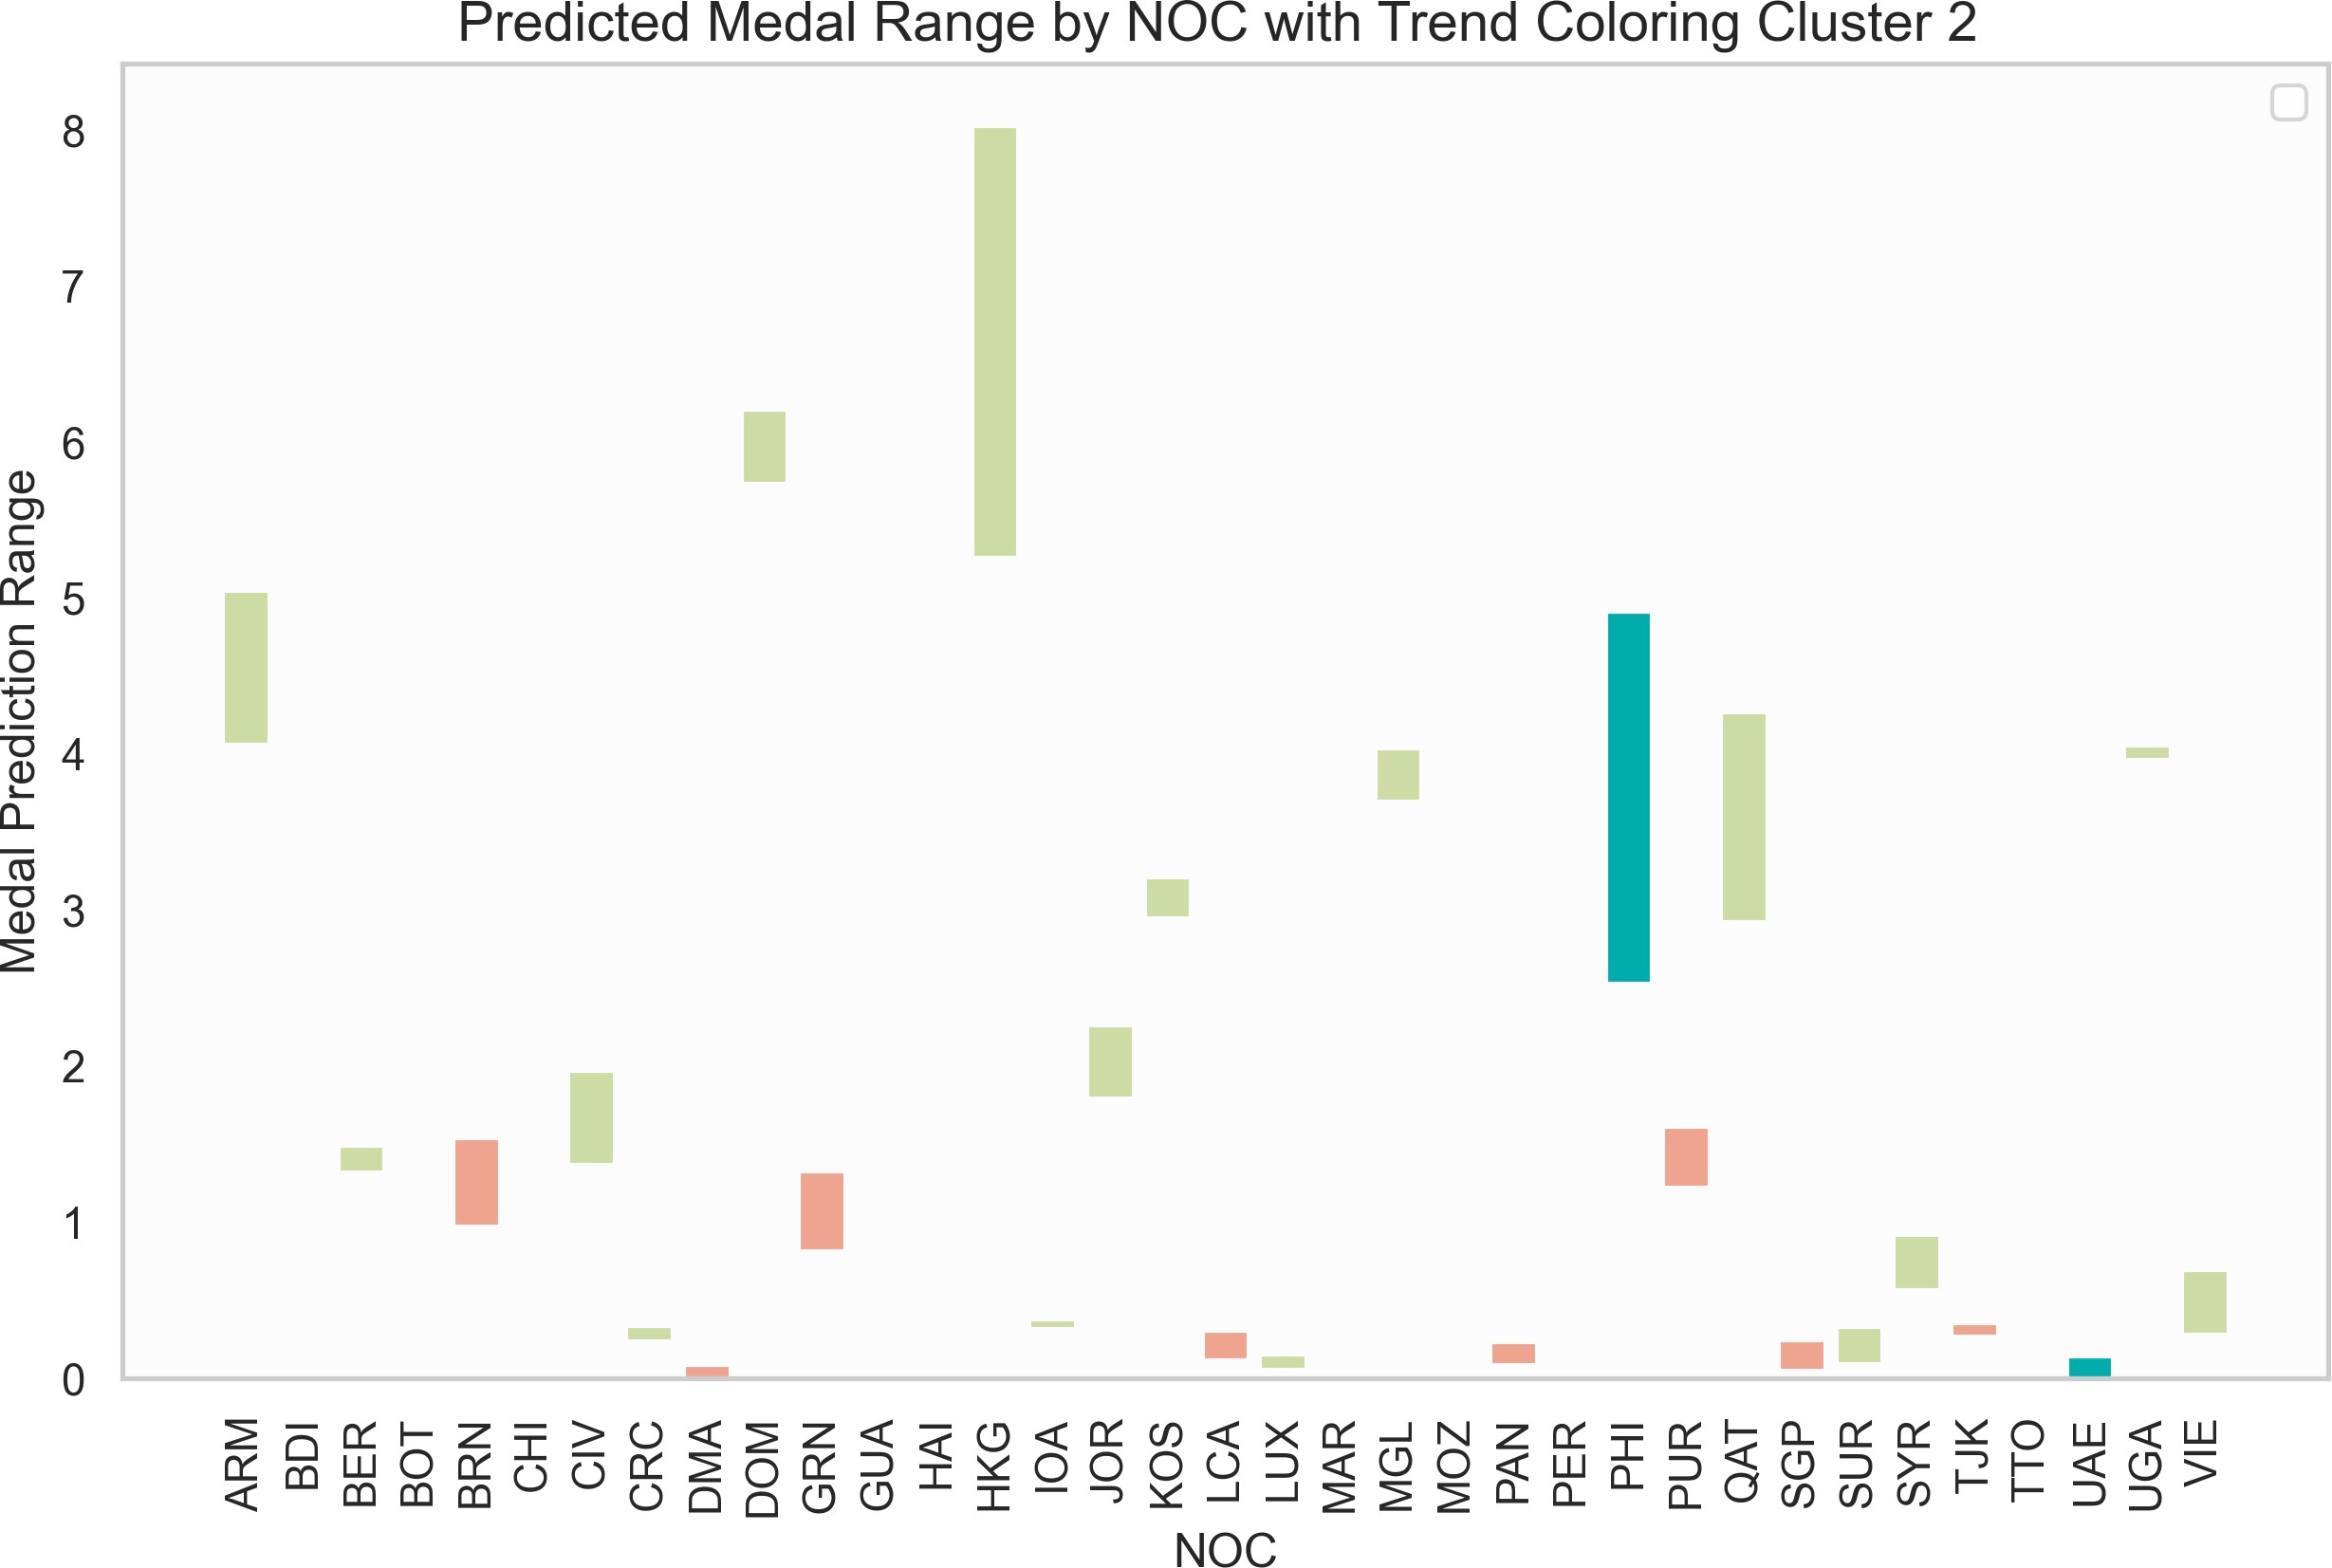 Predicted Medal Range by NOC with Trend Coloring Cluster 2
Medal Prediction Range
8
7
6
5
4
3
2
1
0
ARM
BDI
BER
BOT
BRN
CHI
CIV
CRC
DMA
DOM
GRN
GUA
HAI
HKG
IOA
JOR
KOS
LCA
LUX
MAR
MGL
MOZ
PAN
PER
PHI
PUR
QAT
SGP
SUR
SYR
TJK
TTO
UAE
UGA
VIE
NOC